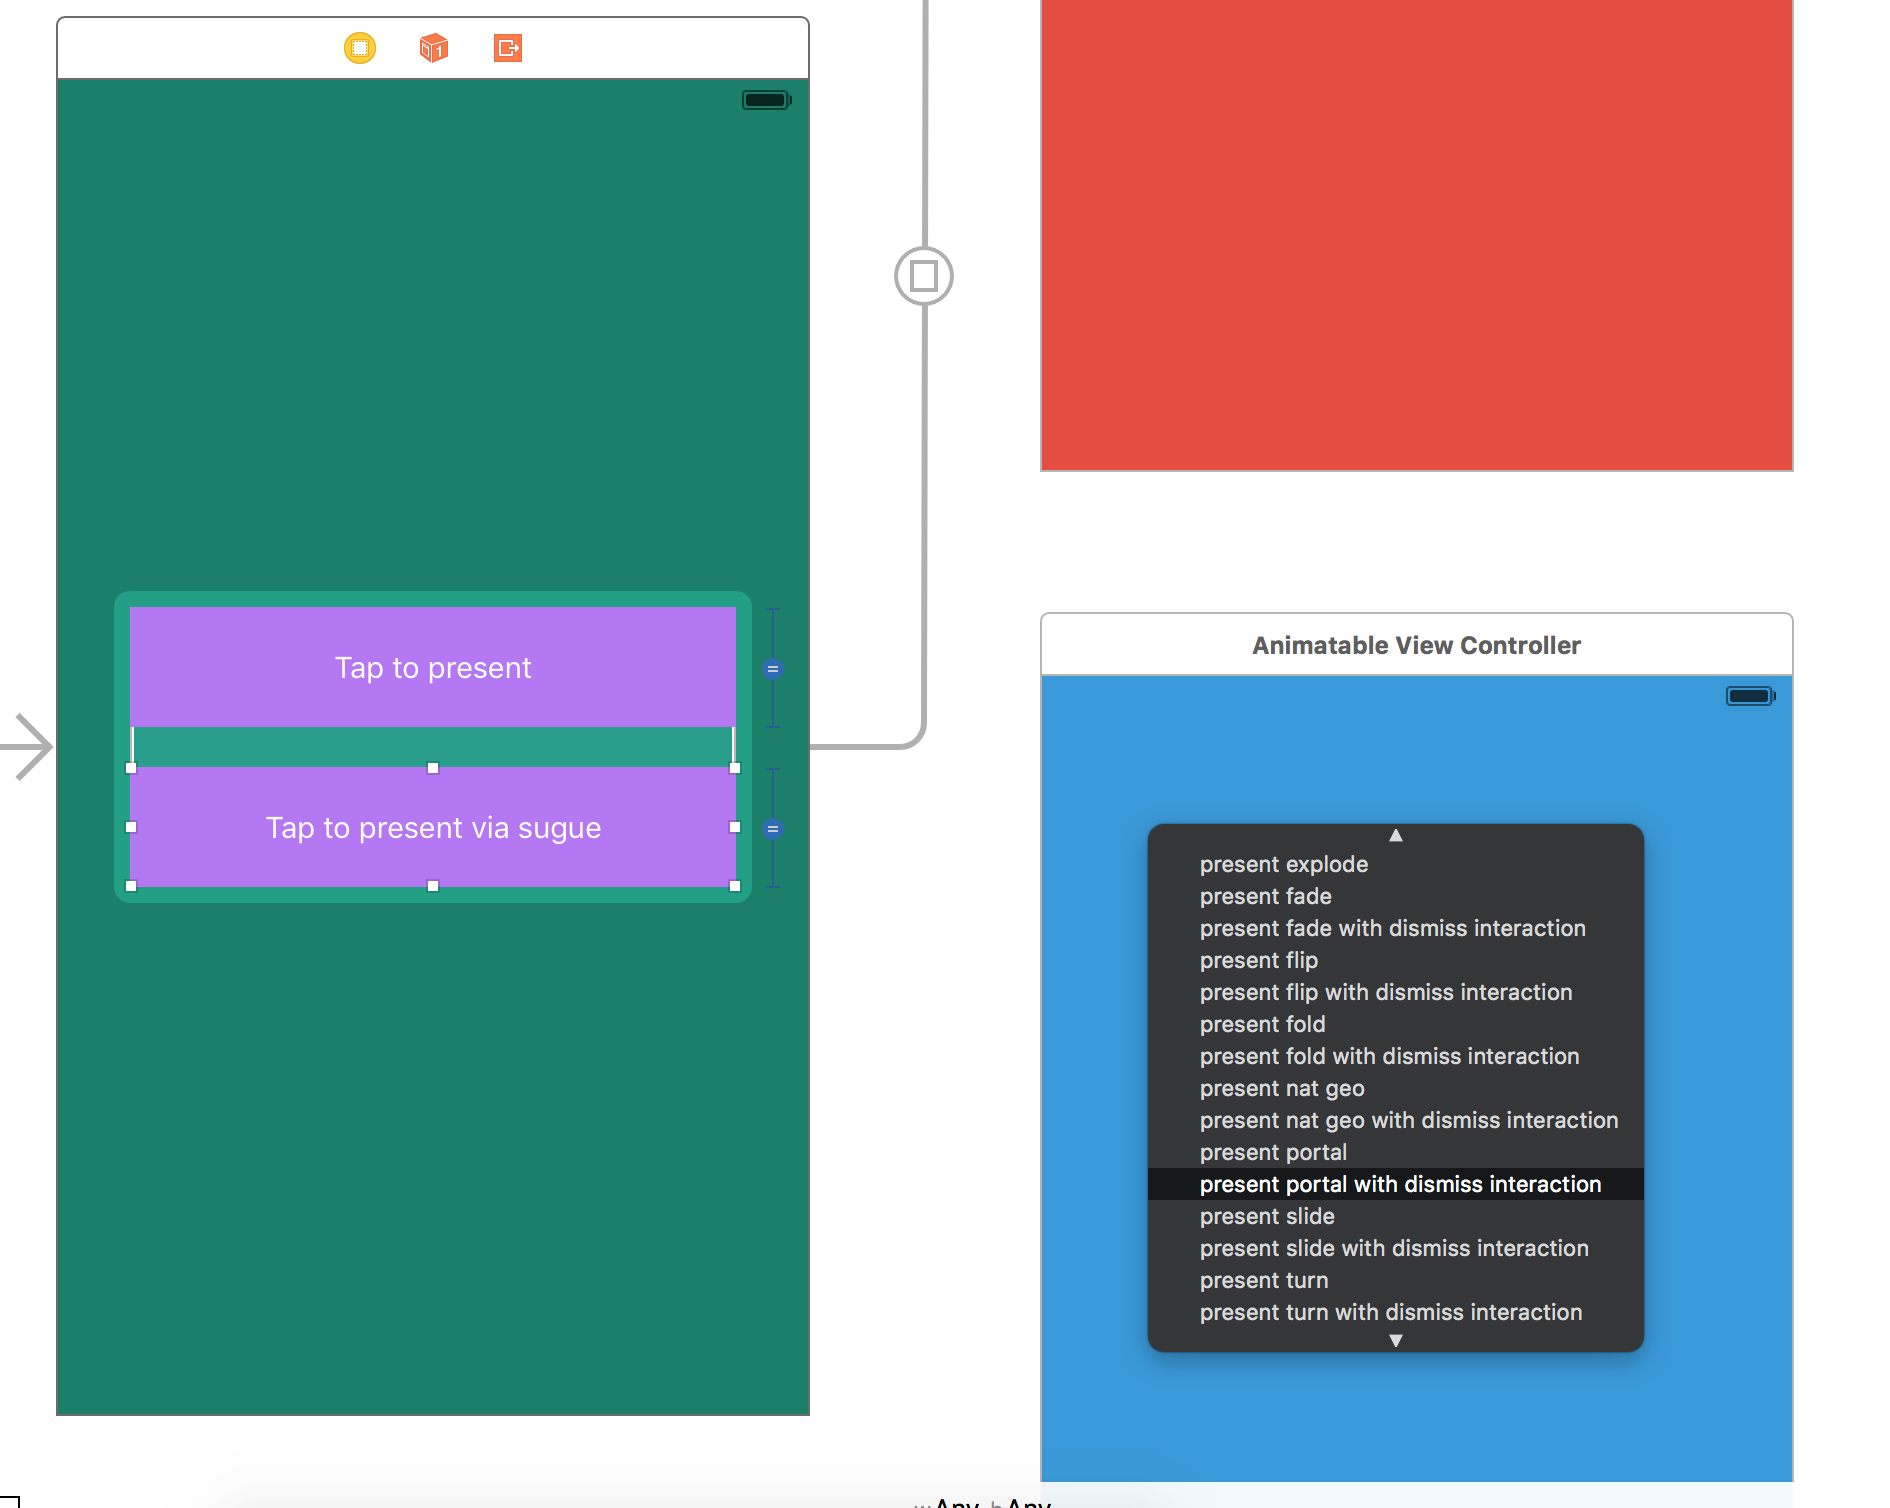 Tap to present
Tap to present via sugue
Animatable View Controller
present explode
present fade
present fade with dismiss interaction
present flip
present flip with dismiss interaction
present fold
present fold with dismiss interaction
present nat geo
present nat geo with dismiss interaction
present portal
present portal with dismiss interaction
present slide
present slide with dismiss interaction
present turn
present turn with dismiss interaction
wAny hAny